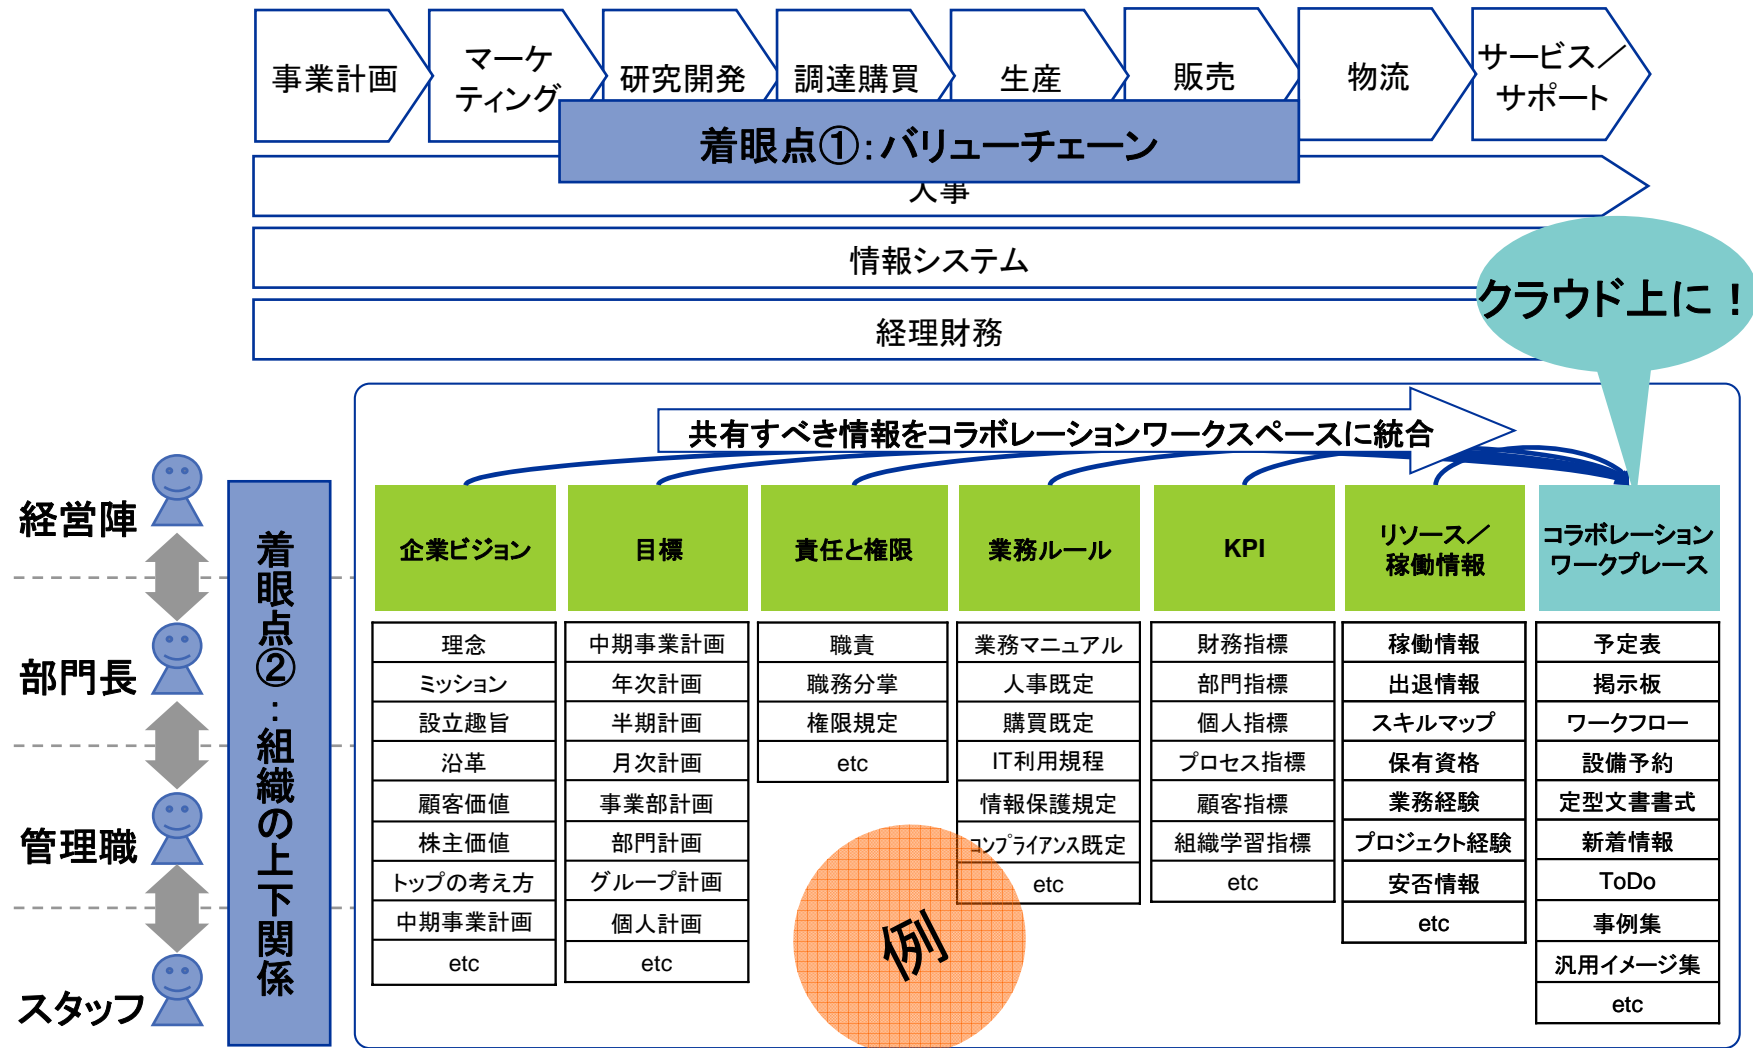 事業計画
マーケ
ティング
研究開発
調達購買
生産
販売
物流
サービス／
サポート
着眼点①：バリューチェーン
人事
情報システム
経理財務
クラウド上に！
共有すべき情報をコラボレーションワークスペースに統合
経営陣
部門長
管理職
スタッフ
着眼点②：組織の上下関係
企業ビジョン
理念
ミッション
設立趣旨
沿革
顧客価値
株主価値
トップの考え方
中期事業計画
etc
目標
中期事業計画
年次計画
半期計画
月次計画
事業部計画
部門計画
グループ計画
個人計画
etc
責任と権限
職責
職務分掌
権限規定
etc
業務ルール
業務マニュアル
人事既定
購買既定
IT利用規程
情報保護規定
コンプライアンス既定
etc
KPI
財務指標
部門指標
個人指標
プロセス指標
顧客指標
組織学習指標
etc
リソース／
稼働情報
稼働情報
出退情報
スキルマップ
保有資格
業務経験
プロジェクト経験
安否情報
etc
コラボレーション
ワークプレース
予定表
掲示板
ワークフロー
設備予約
定型文書書式
新着情報
ToDo
事例集
汎用イメージ集
etc
例